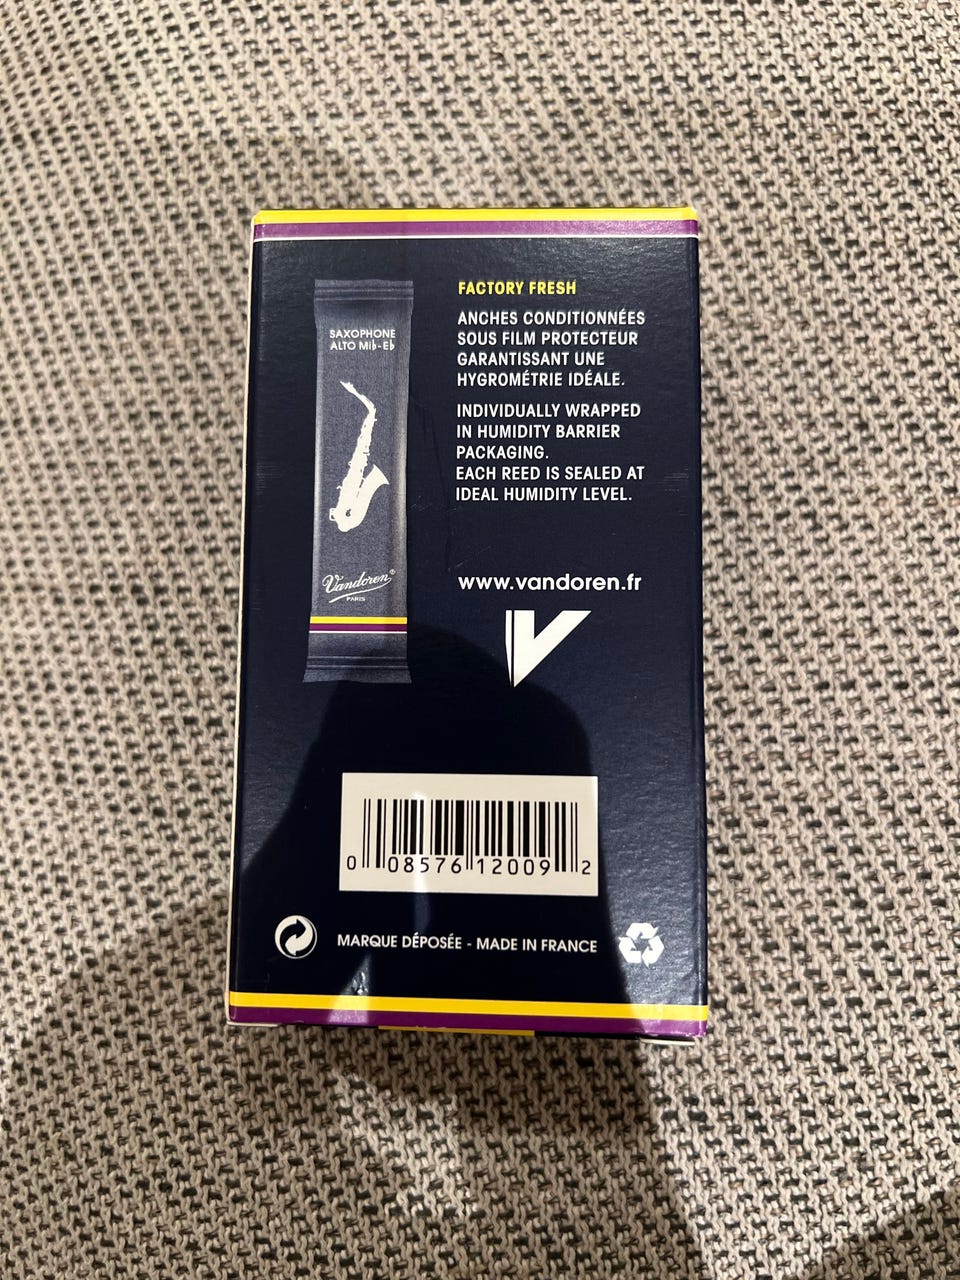 SAXOPHONE
ALTO Mi♭-E♭
Vandoren®
PARIS
FACTORY FRESH
ANCHES CONDITIONNÉES
SOUS FILM PROTECTEUR
GARANTISSANT UNE
HYGROMÉTRIE IDÉALE.
INDIVIDUALLY WRAPPED
IN HUMIDITY BARRIER
PACKAGING.
EACH REED IS SEALED AT
IDEAL HUMIDITY LEVEL.
www.vandoren.fr
V
0 08576 12009 2
MARQUE DÉPOSÉE - MADE IN FRANCE